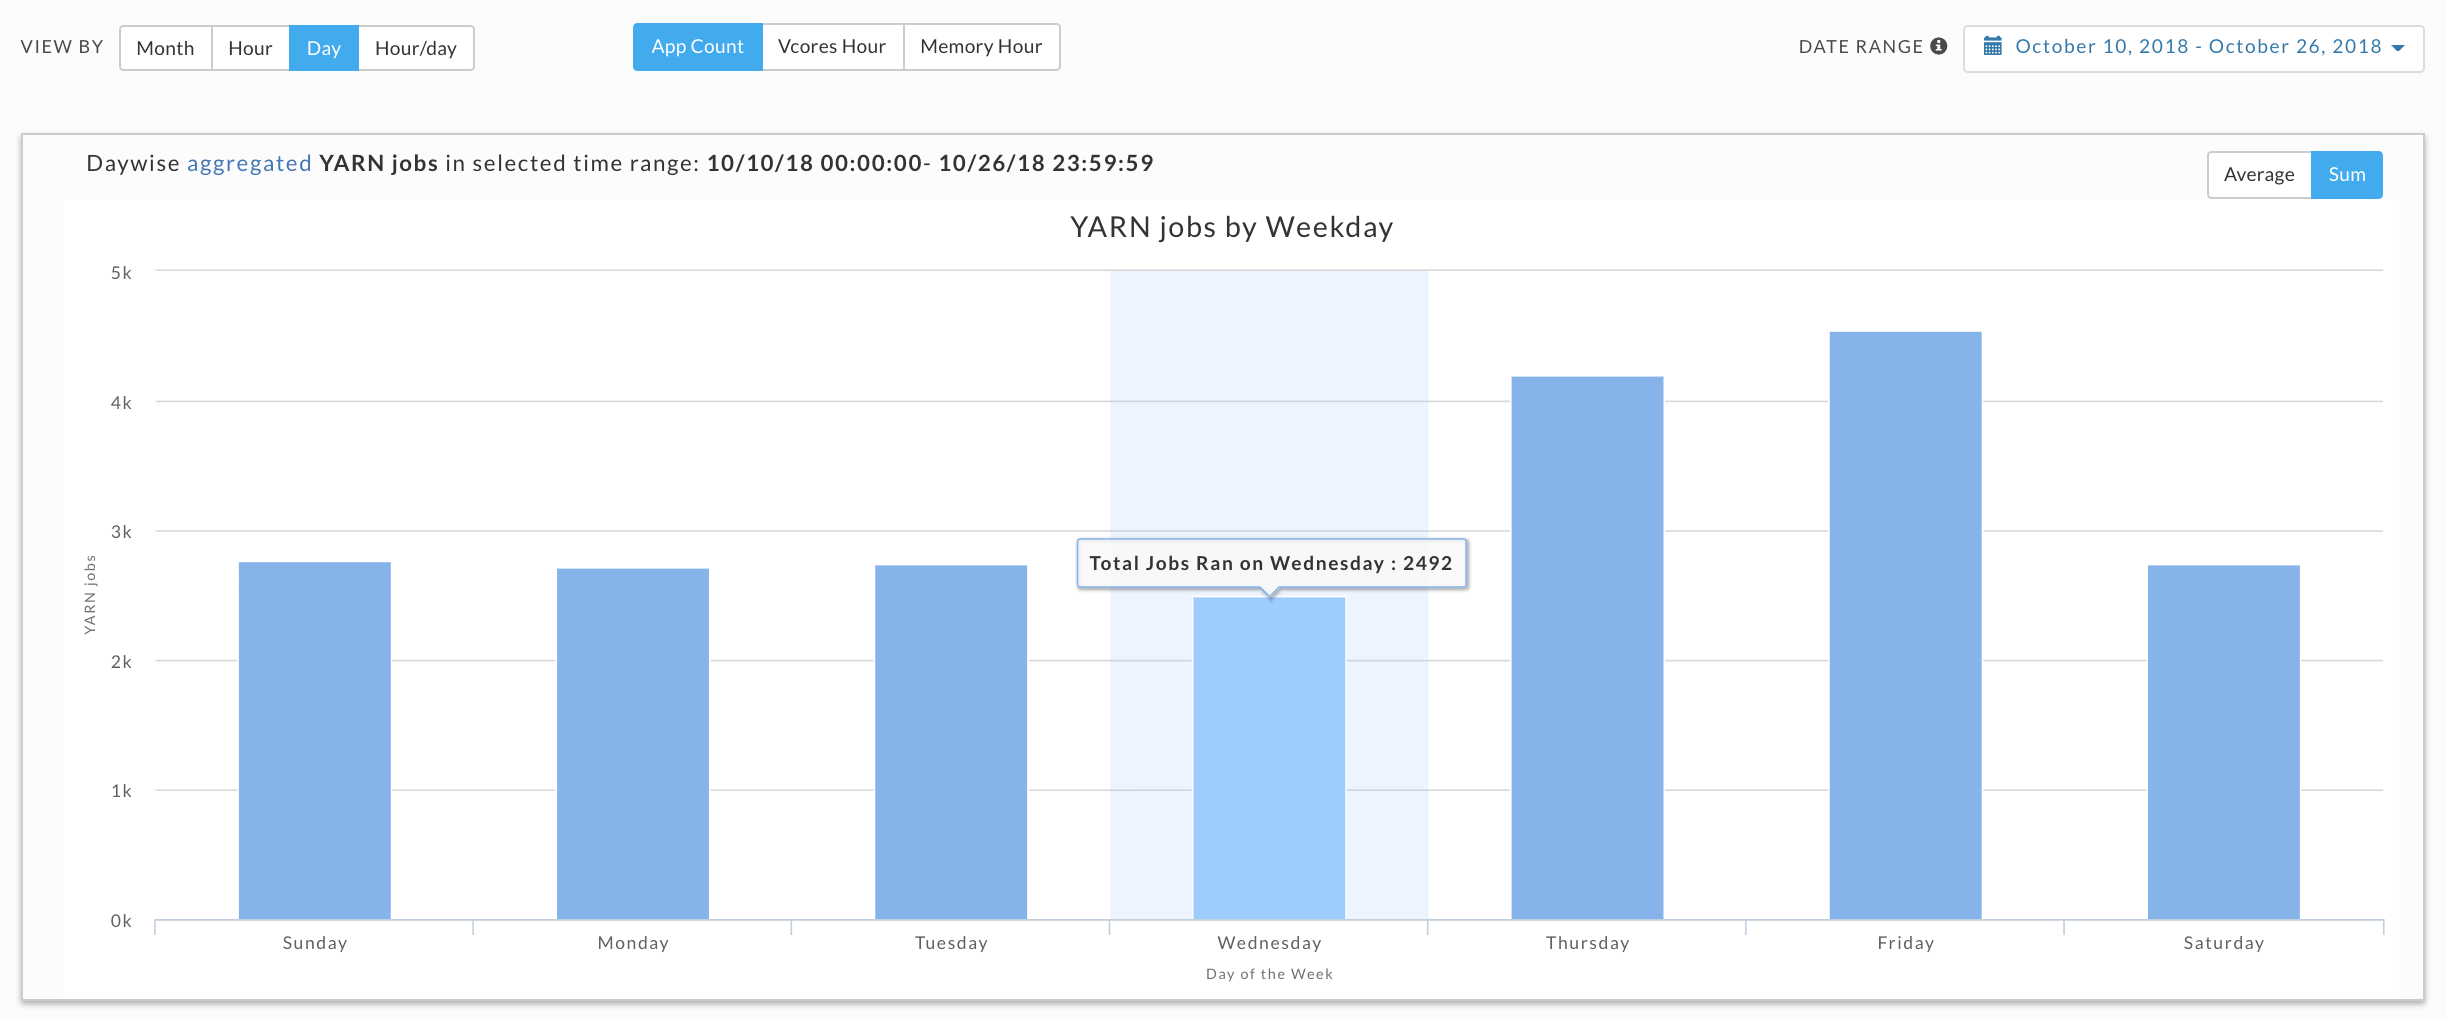 VIEW BY Month Hour Day Hour/day App Count Vcores Hour Memory Hour DATE RANGE October 10, 2018 - October 26, 2018
Daywise aggregated YARN jobs in selected time range: 10/10/18 00:00:00- 10/26/18 23:59:59
Average Sum
YARN jobs by Weekday
5k
4k
3k
2k
1k
0k
YARN jobs
Total Jobs Ran on Wednesday : 2492
Sunday Monday Tuesday Wednesday Thursday Friday Saturday
Day of the Week